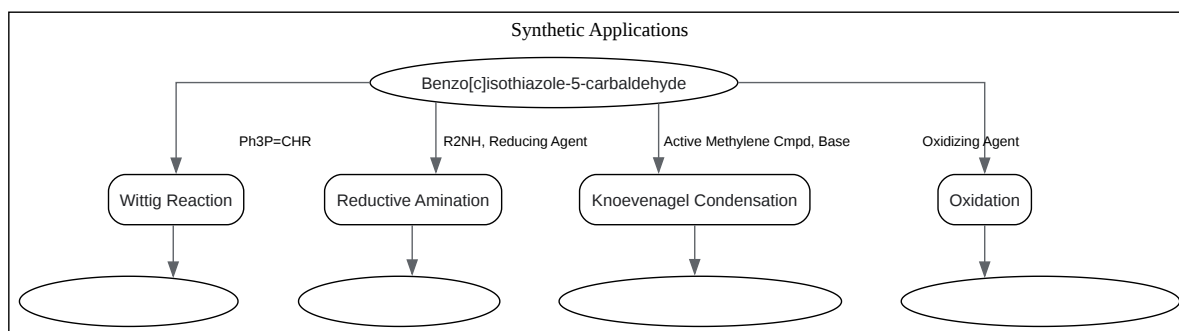 Synthetic Applications
Benzo[c]isothiazole-5-carbaldehyde
Ph3P=CHR
R2NH, Reducing Agent
Active Methylene Cmpd, Base
Oxidizing Agent
Wittig Reaction
Reductive Amination
Knoevenagel Condensation
Oxidation